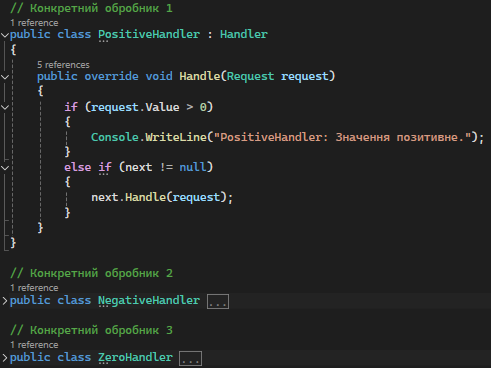 // Конкретний обробник 1
1 reference
public class PositiveHandler : Handler
{
5 references
public override void Handle(Request request)
{
if (request.Value > 0)
{
Console.WriteLine("PositiveHandler: Значення позитивне.");
}
else if (next != null)
{
next.Handle(request);
}
}
}
// Конкретний обробник 2
1 reference
public class NegativeHandler ...
// Конкретний обробник 3
1 reference
public class ZeroHandler ...